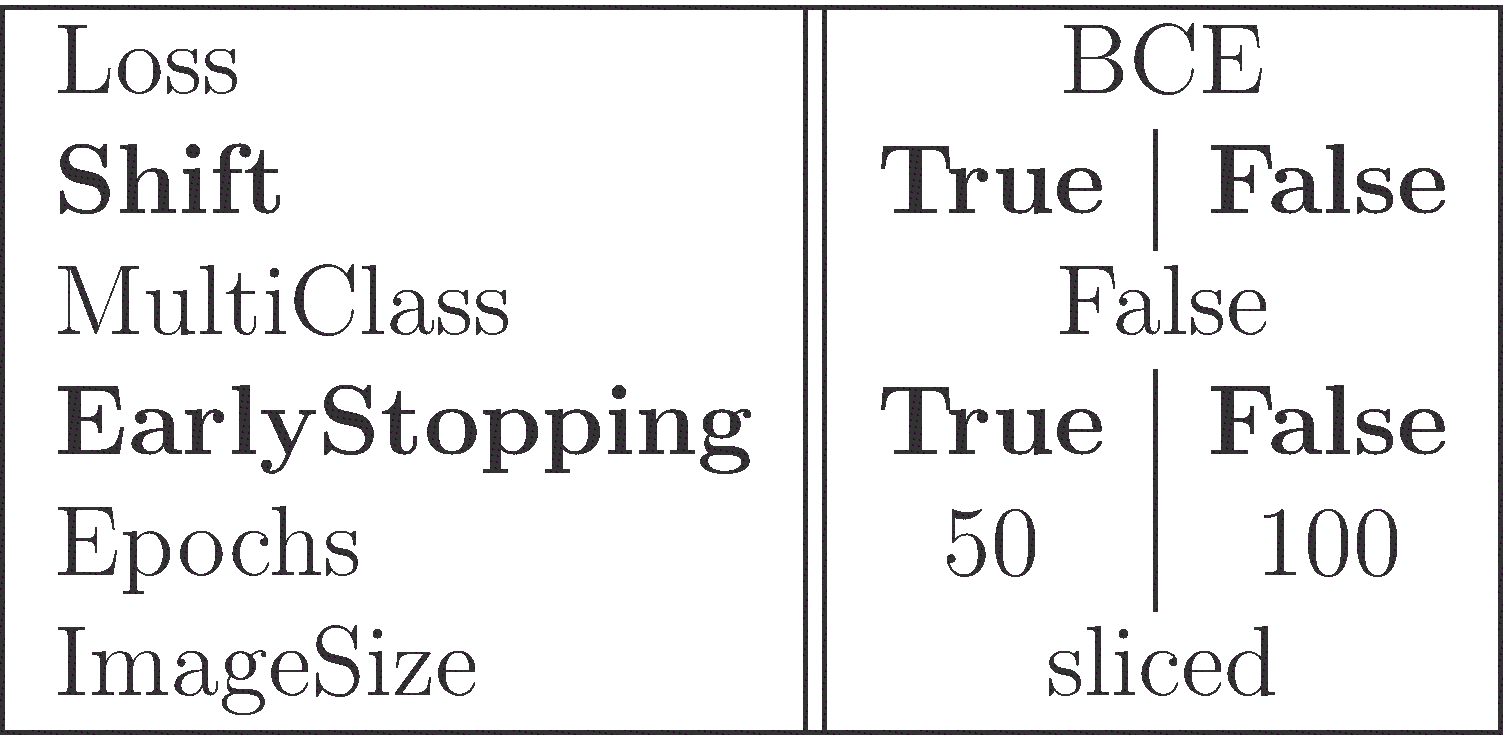 Loss BCE
Shift True False
MultiClass False
EarlyStopping True False
Epochs 50 100
ImageSize sliced